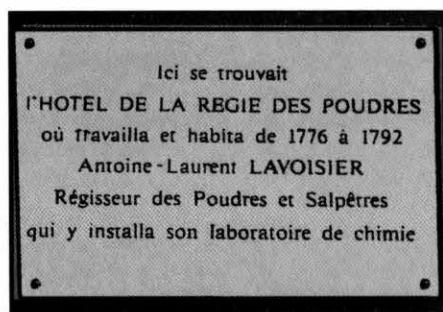 Ici se trouvait
l'HOTEL DE LA REGIE DES POUDRES
où travailla et habita de 1776 à 1792
Antoine-Laurent LAVOISIER
Régisseur des Poudres et Salpêtres
qui y installa son laboratoire de chimie